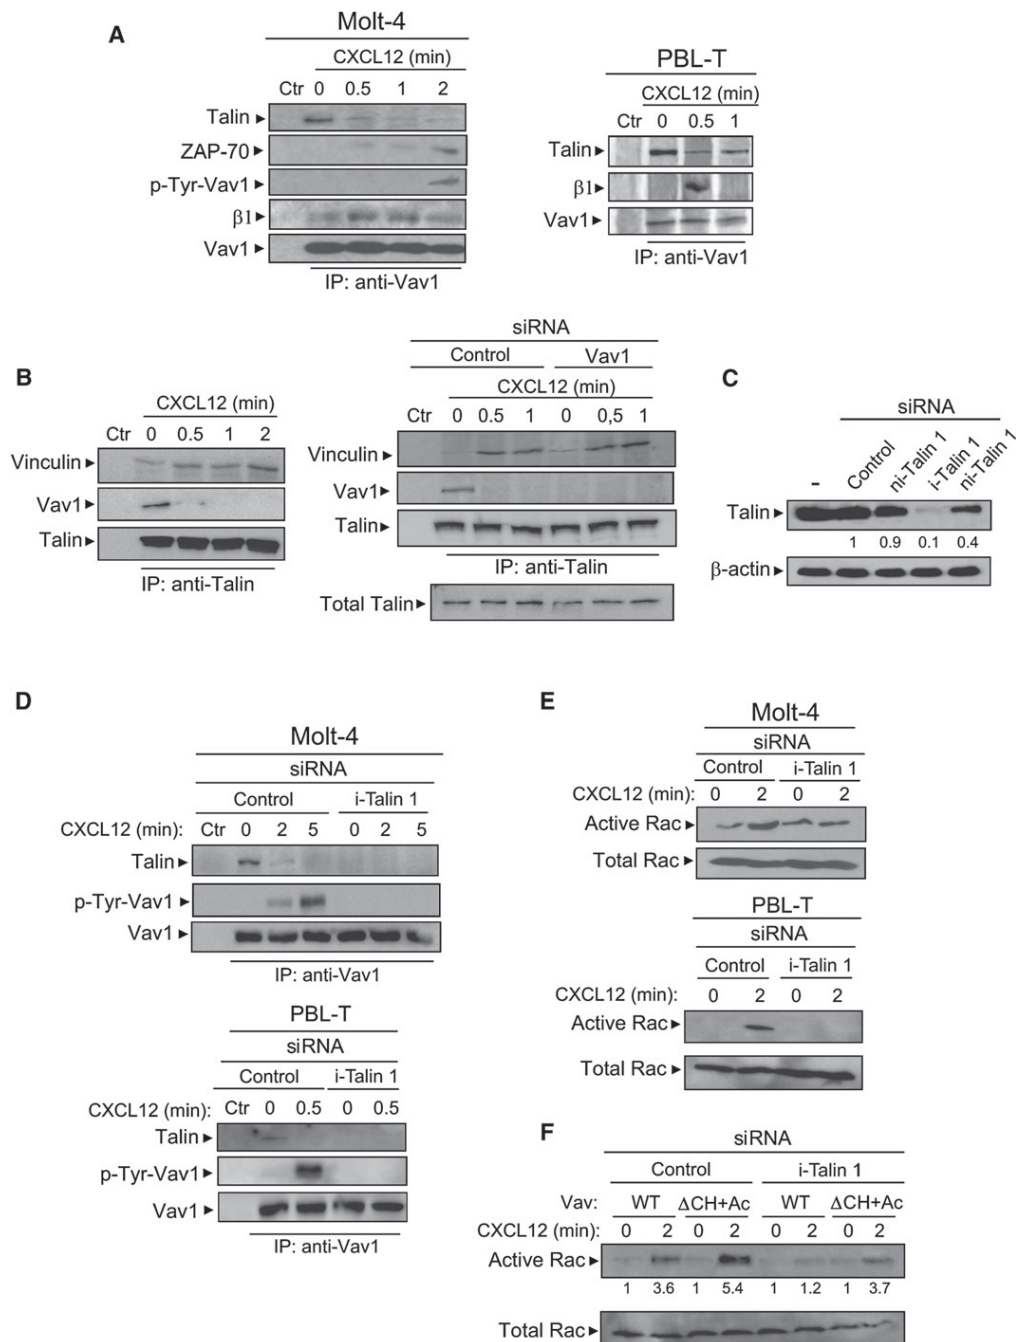 A
Molt-4
CXCL12 (min)
Ctr 0 0.5 1 2
Talin
ZAP-70
p-Tyr-Vav1
β1
Vav1
IP: anti-Vav1
PBL-T
CXCL12 (min)
Ctr 0 0.5 1
Talin
β1
Vav1
IP: anti-Vav1
B
CXCL12 (min)
Ctr 0 0.5 1 2
Vinculin
Vav1
Talin
IP: anti-Talin
siRNA
Control Vav1
CXCL12 (min)
Ctr 0 0.5 1 0 0,5 1
Vinculin
Vav1
Talin
IP: anti-Talin
Total Talin
C
siRNA
- Control ni-Talin 1 i-Talin 1 ni-Talin 1
Talin
1 0.9 0.1 0.4
β-actin
D
Molt-4
siRNA
Control i-Talin 1
CXCL12 (min): Ctr 0 2 5 0 2 5
Talin
p-Tyr-Vav1
Vav1
IP: anti-Vav1
PBL-T
siRNA
Control i-Talin 1
CXCL12 (min): Ctr 0 0.5 0 0.5
Talin
p-Tyr-Vav1
Vav1
IP: anti-Vav1
E
Molt-4
siRNA
Control i-Talin 1
CXCL12 (min): 0 2 0 2
Active Rac
Total Rac
PBL-T
siRNA
Control i-Talin 1
CXCL12 (min): 0 2 0 2
Active Rac
Total Rac
F
siRNA
Control i-Talin 1
Vav: WT ΔCH+Ac WT ΔCH+Ac
CXCL12 (min): 0 2 0 2 0 2 0 2
Active Rac
1 3.6 1 5.4 1 1.2 1 3.7
Total Rac